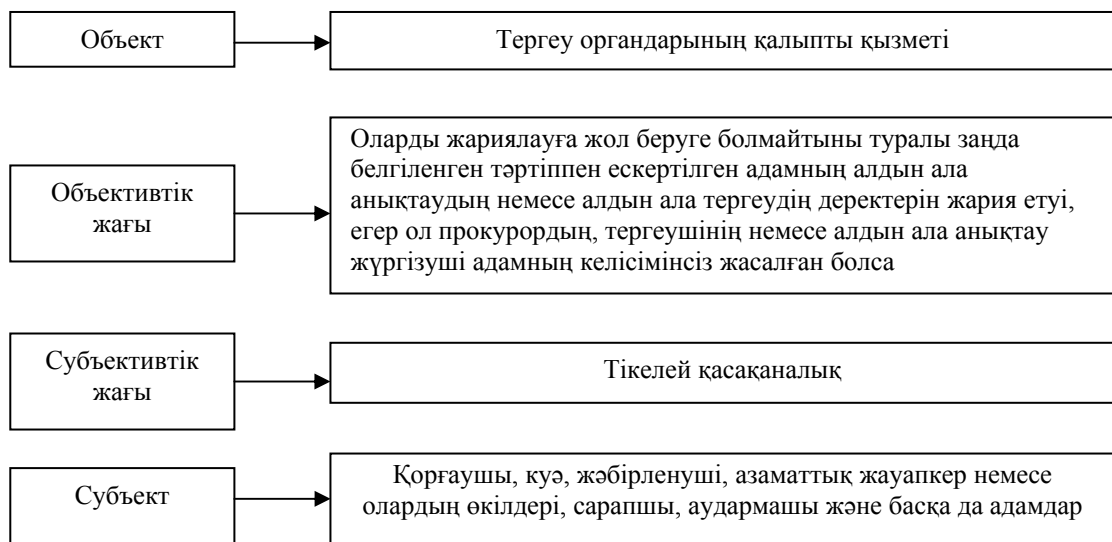 Объект
Тергеу органдарының қалыпты қызметі
Объективтік
жағы
Оларды жариялауға жол беруге болмайтыны туралы заңда
белгіленген тәртіппен ескертілген адамның алдын ала
анықтаудың немесе алдын ала тергеудің деректерін жария етуі,
егер ол прокурордың, тергеушінің немесе алдын ала анықтау
жүргізуші адамның келісімінсіз жасалған болса
Субъективтік
жағы
Тікелей қасақаналық
Субъект
Қорғаушы, куә, жәбірленуші, азаматтық жауапкер немесе
олардың өкілдері, сарапшы, аудармашы және басқа да адамдар